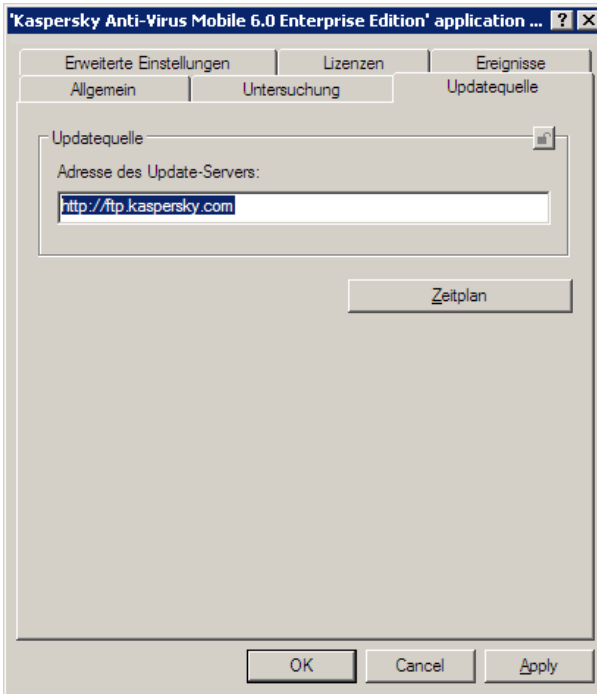 'Kaspersky Anti-Virus Mobile 6.0 Enterprise Edition' application ...
Erweiterte Einstellungen Lizenzen Ereignisse
Allgemein Untersuchung Updatequelle
Updatequelle
Adresse des Update-Servers:
http://ftp.kaspersky.com
Zeitplan
OK Cancel Apply